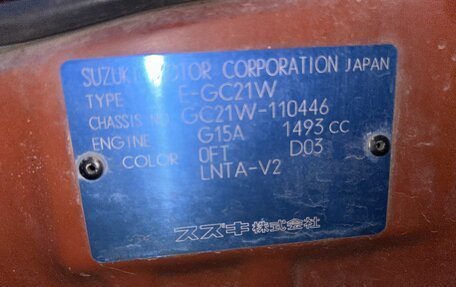 SUZUKI MOTOR CORPORATION JAPAN
TYPE E-GC21W
CHASSIS NO GC21W-110446
ENGINE G15A 1493 CC
COLOR 0FT D03
LNTA-V2
スズキ株式会社